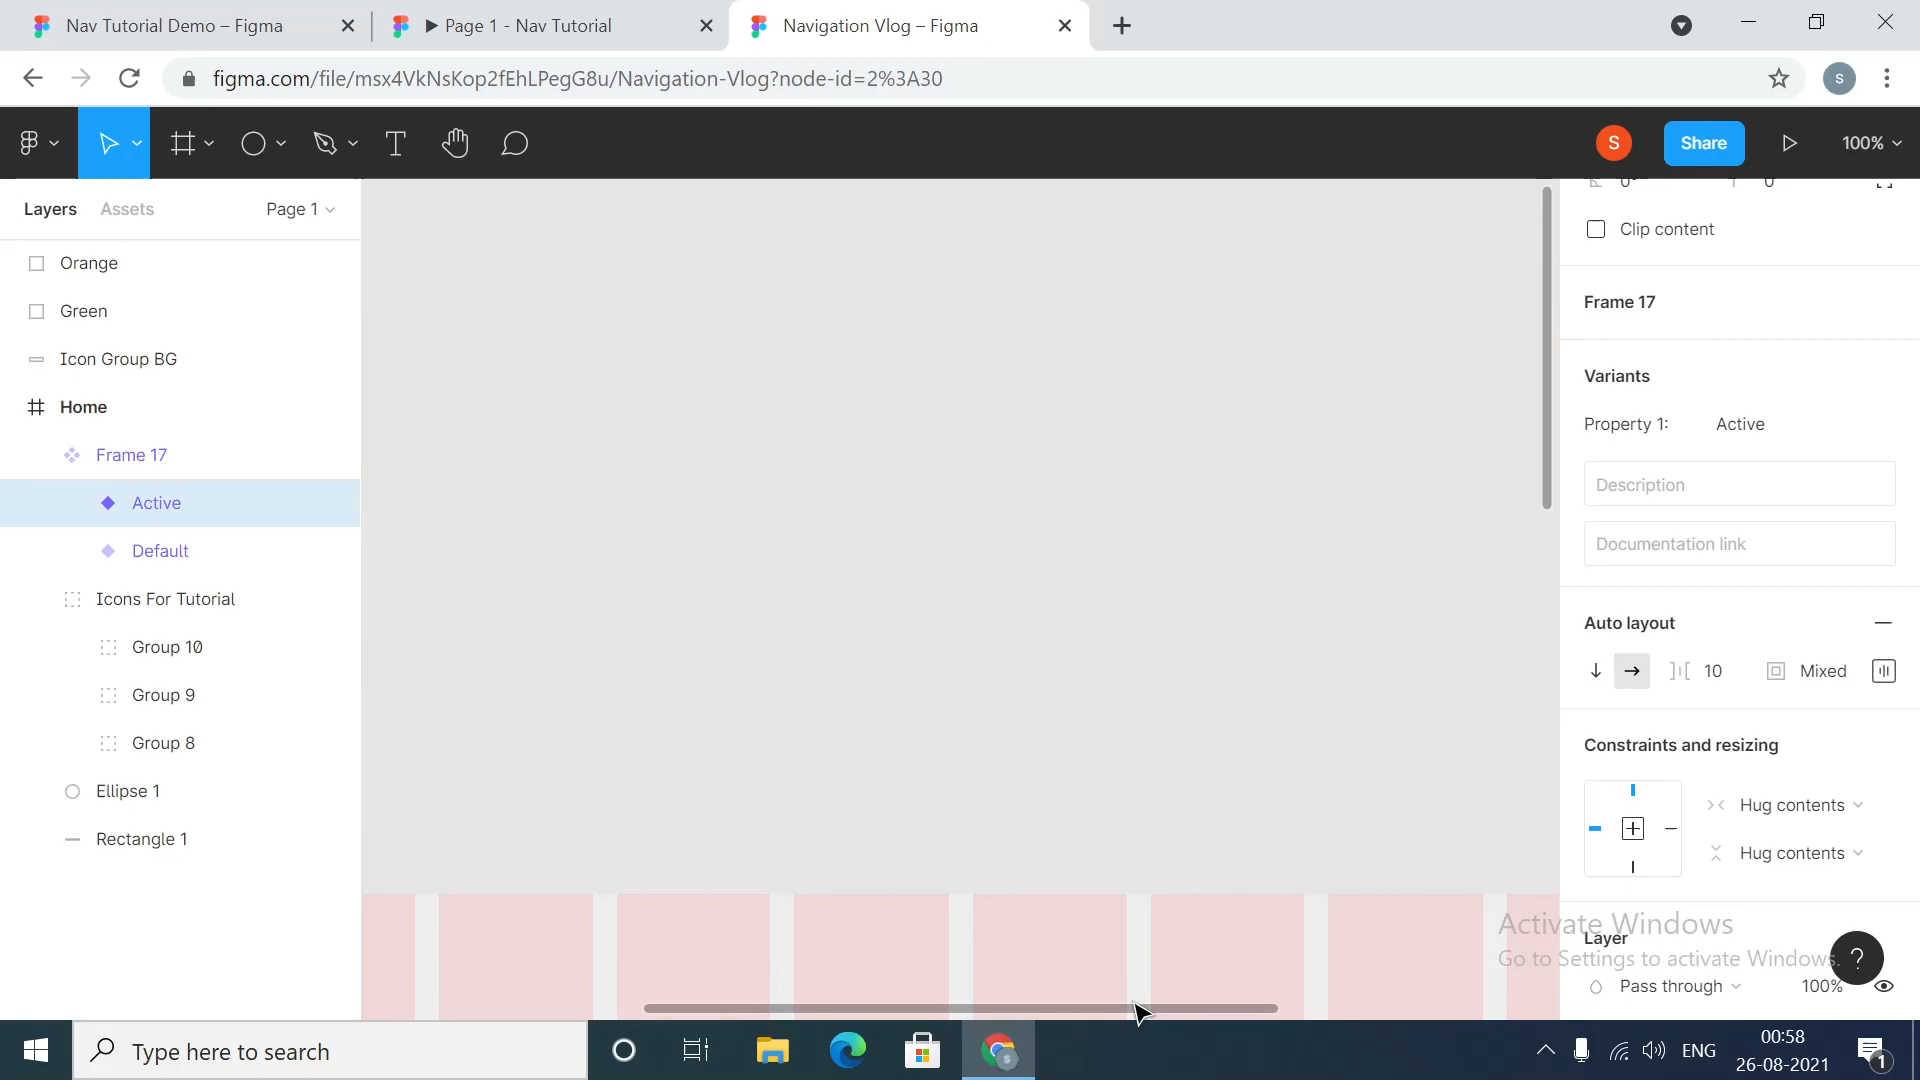 Nav Tutorial Demo – Figma
▶ Page 1 - Nav Tutorial
Navigation Vlog – Figma
figma.com/file/msx4VkNsKop2fEhLPegG8u/Navigation-Vlog?node-id=2%3A30
S
S
Share
100%
Layers
Assets
Page 1
Orange
Green
Icon Group BG
Home
Frame 17
Active
Default
Icons For Tutorial
Group 10
Group 9
Group 8
Ellipse 1
Rectangle 1
0°
0
Clip content
Frame 17
Variants
Property 1:
Active
Description
Documentation link
Auto layout
10
Mixed
Constraints and resizing
Hug contents
Hug contents
Layer
Pass through
100%
Activate Windows
Go to Settings to activate Windows.
?
Type here to search
ENG
00:58
26-08-2021
1